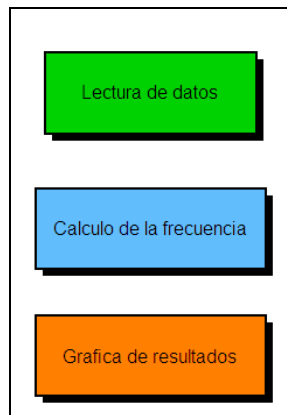 Lectura de datos
Calculo de la frecuencia
Grafica de resultados